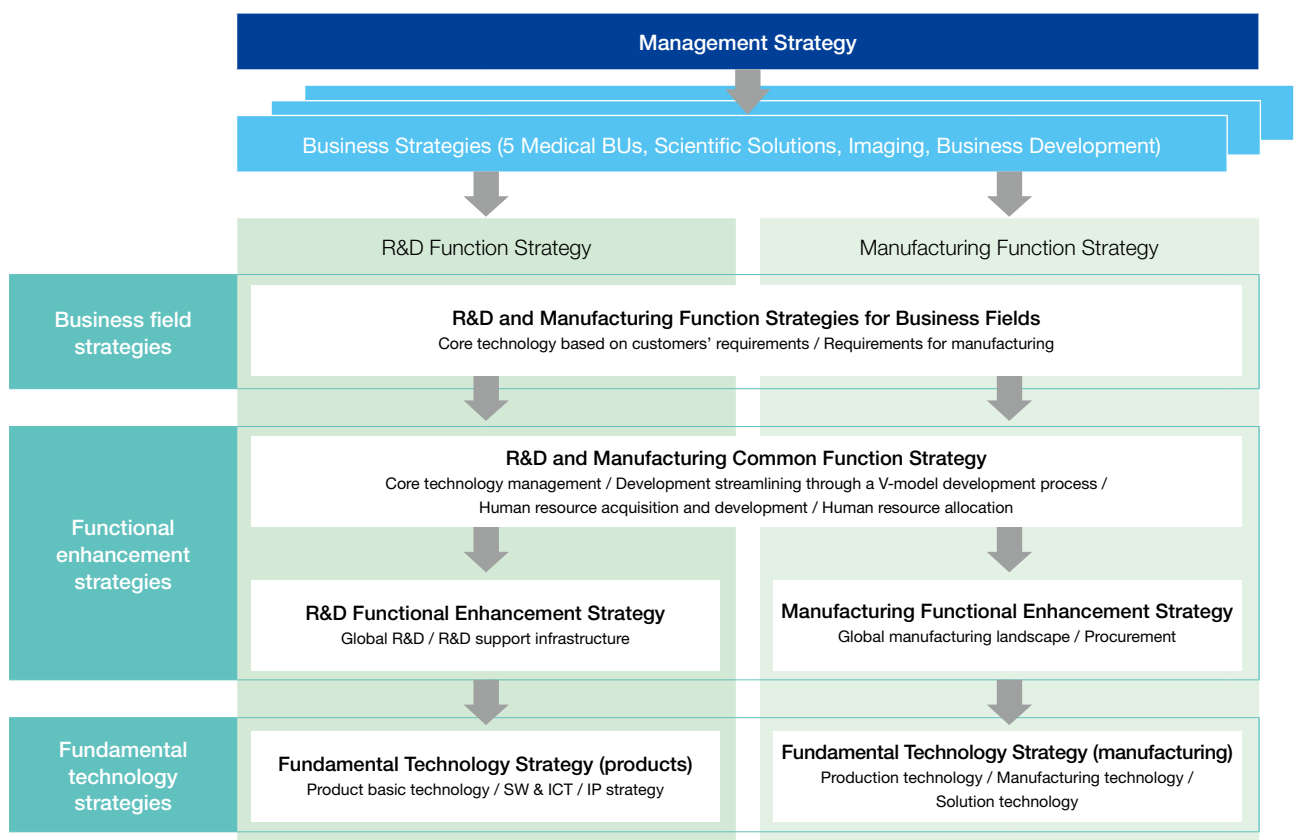 Management Strategy
Business Strategies (5 Medical BUs, Scientific Solutions, Imaging, Business Development)
R&D Function Strategy
Manufacturing Function Strategy
Business field
strategies
R&D and Manufacturing Function Strategies for Business Fields
Core technology based on customers’ requirements / Requirements for manufacturing
Functional
enhancement
strategies
R&D and Manufacturing Common Function Strategy
Core technology management / Development streamlining through a V-model development process /
Human resource acquisition and development / Human resource allocation
R&D Functional Enhancement Strategy
Global R&D / R&D support infrastructure
Manufacturing Functional Enhancement Strategy
Global manufacturing landscape / Procurement
Fundamental
technology
strategies
Fundamental Technology Strategy (products)
Product basic technology / SW & ICT / IP strategy
Fundamental Technology Strategy (manufacturing)
Production technology / Manufacturing technology /
Solution technology